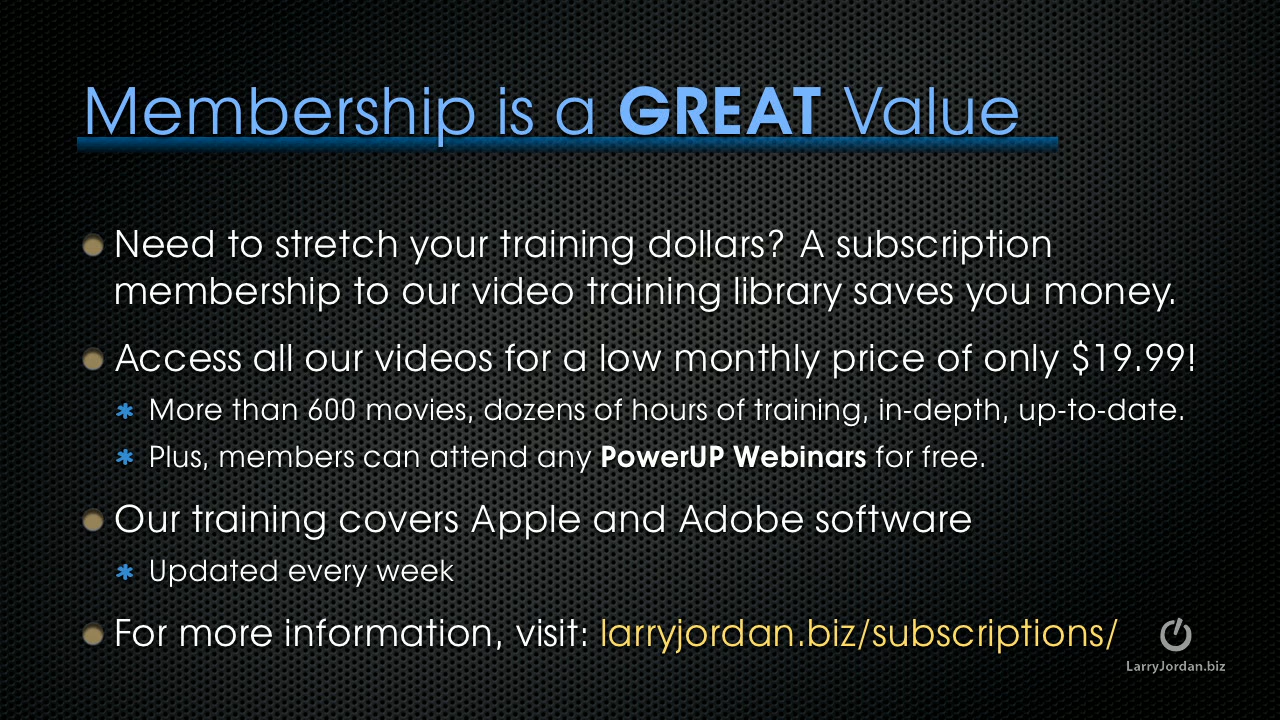 Membership is a GREAT Value
Need to stretch your training dollars? A subscription
membership to our video training library saves you money.
Access all our videos for a low monthly price of only $19.99!
More than 600 movies, dozens of hours of training, in-depth, up-to-date.
Plus, members can attend any PowerUP Webinars for free.
Our training covers Apple and Adobe software
Updated every week
For more information, visit: larryjordan.biz/subscriptions/
LarryJordan.biz